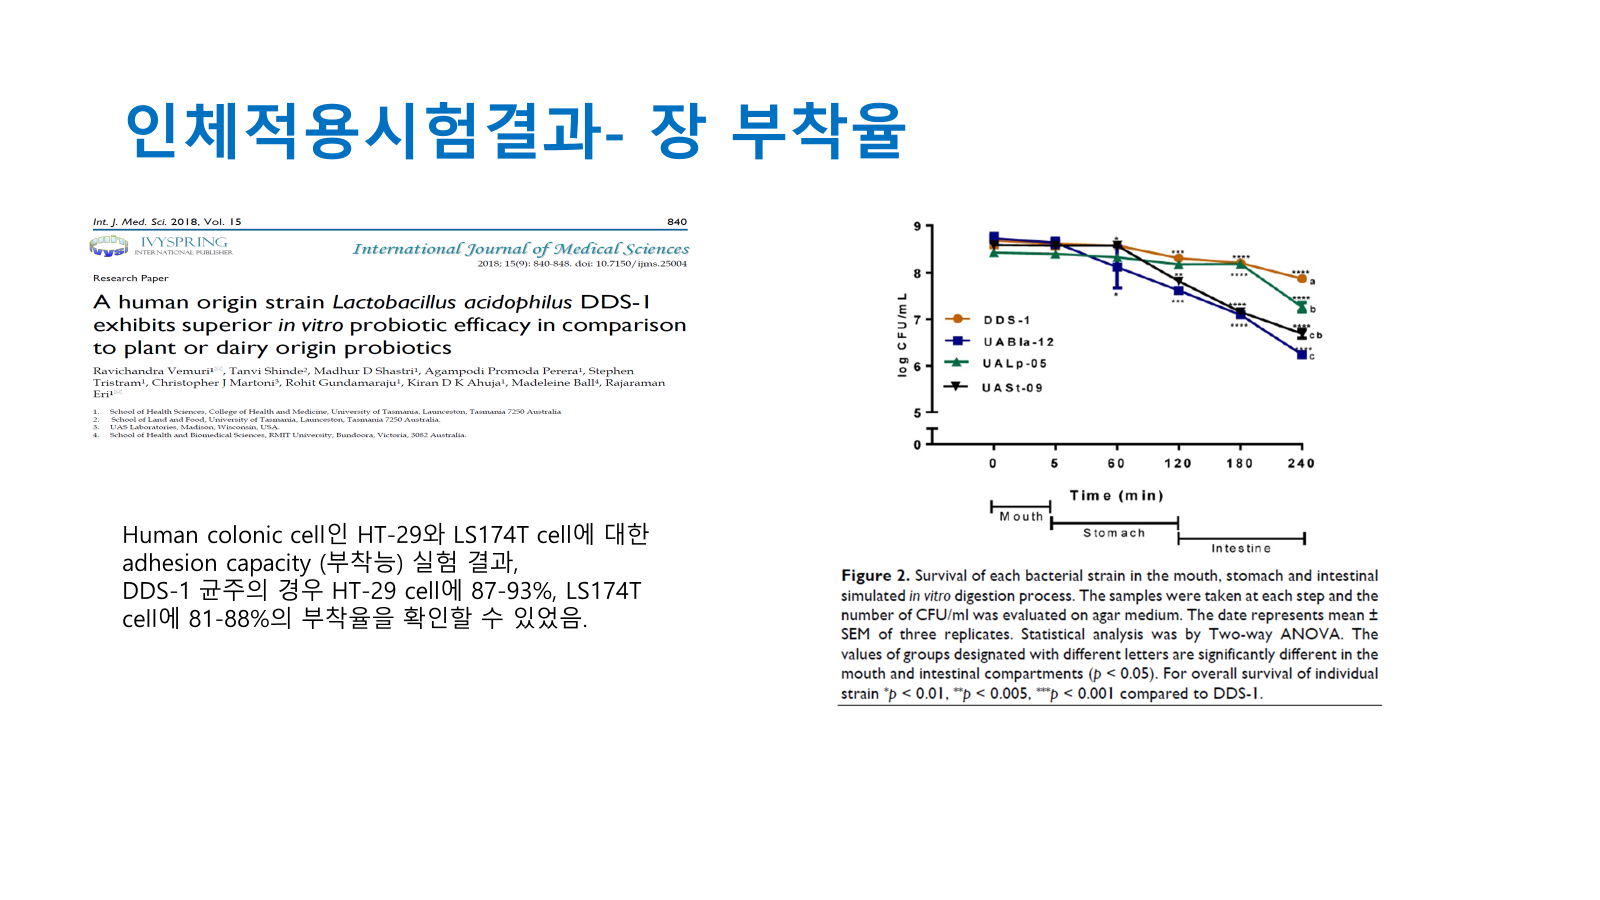 인체적용시험결과- 장 부착율
Int. J. Med. Sci. 2018, Vol. 15
840
IVYSPRING
INTERNATIONAL PUBLISHER
International Journal of Medical Sciences
2018; 15(9): 840-848. doi: 10.7150/ijms.25004
Research Paper
A human origin strain Lactobacillus acidophilus DDS-1
exhibits superior in vitro probiotic efficacy in comparison
to plant or dairy origin probiotics
Ravichandra Vemuri¹✉, Tanvi Shinde², Madhur D Shastri¹, Agampodi Promoda Perera¹, Stephen
Tristram¹, Christopher J Martoni³, Rohit Gundamaraju¹, Kiran D K Ahuja¹, Madeleine Ball⁴, Rajaraman
Eri¹✉
1. School of Health Sciences, College of Health and Medicine, University of Tasmania, Launceston, Tasmania 7250 Australia
2. School of Land and Food, University of Tasmania, Launceston, Tasmania 7250 Australia.
3. UAS Laboratories, Madison, Wisconsin, USA.
4. School of Health and Biomedical Sciences, RMIT University, Bundoora, Victoria, 3082 Australia.
Human colonic cell인 HT-29와 LS174T cell에 대한
adhesion capacity (부착능) 실험 결과,
DDS-1 균주의 경우 HT-29 cell에 87-93%, LS174T
cell에 81-88%의 부착율을 확인할 수 있었음.
log CFU/mL
9
8
7
6
5
0
DDS-1
UABla-12
UALp-05
UASt-09
a
b
cb
c
0 5 60 120 180 240
Time (min)
Mouth
Stomach
Intestine
Figure 2. Survival of each bacterial strain in the mouth, stomach and intestinal
simulated in vitro digestion process. The samples were taken at each step and the
number of CFU/ml was evaluated on agar medium. The date represents mean ±
SEM of three replicates. Statistical analysis was by Two-way ANOVA. The
values of groups designated with different letters are significantly different in the
mouth and intestinal compartments (p < 0.05). For overall survival of individual
strain *p < 0.01, **p < 0.005, ***p < 0.001 compared to DDS-1.